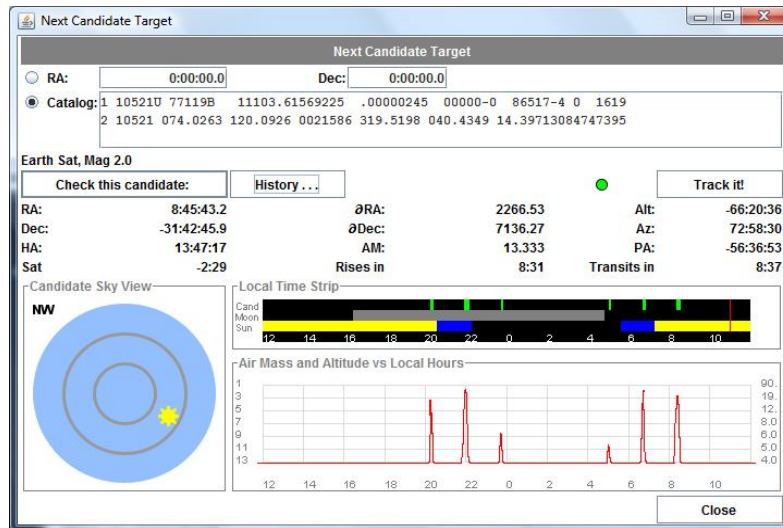 Next Candidate Target
Next Candidate Target
RA: 0:00:00.0 Dec: 0:00:00.0
Catalog: 1 10521U 77119B 11103.61569225 .00000245 00000-0 86517-4 0 1619
2 10521 074.0263 120.0926 0021586 319.5198 040.4349 14.39713084747395
Earth Sat, Mag 2.0
Check this candidate: History . . . Track it!
RA: 8:45:43.2 ∂RA: 2266.53 Alt: -66:20:36
Dec: -31:42:45.9 ∂Dec: 7136.27 Az: 72:58:30
HA: 13:47:17 AM: 13.333 PA: -56:36:53
Sat -2:29 Rises in 8:31 Transits in 8:37
Candidate Sky View
NW
Local Time Strip
Cand
Moon
Sun
12 14 16 18 20 22 0 2 4 6 8 10
Air Mass and Altitude vs Local Hours
1 90.
3 19.
5 12.
7 8.0
9 6.0
11 5.0
13 4.0
12 14 16 18 20 22 0 2 4 6 8 10
Close